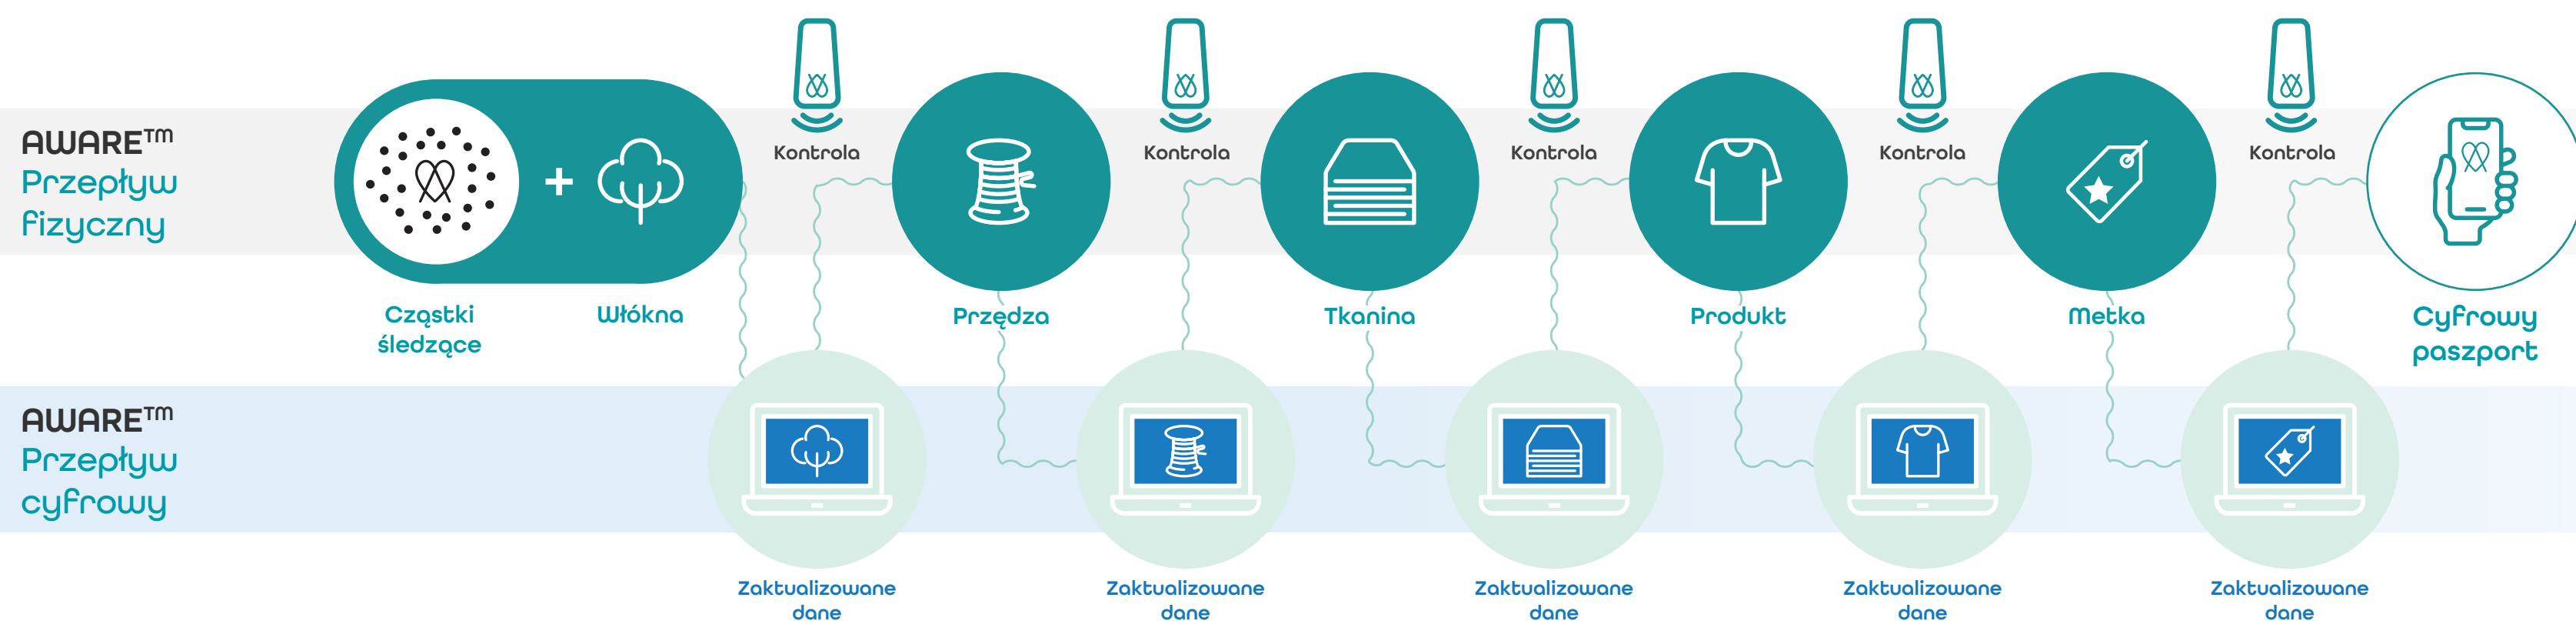 AWARE™
Przepływ
fizyczny
Cząstki
śledzące
Włókna
Kontrola
Przędza
Kontrola
Tkanina
Kontrola
Produkt
Kontrola
Metka
Kontrola
Cyfrowy
paszport
AWARE™
Przepływ
cyfrowy
Zaktualizowane
dane
Zaktualizowane
dane
Zaktualizowane
dane
Zaktualizowane
dane
Zaktualizowane
dane